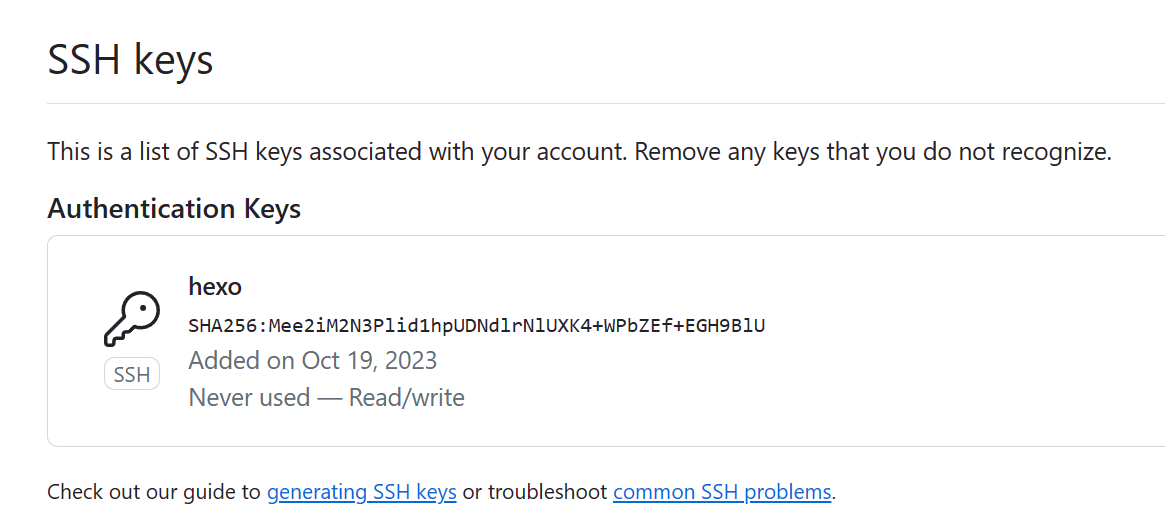 SSH keys
This is a list of SSH keys associated with your account. Remove any keys that you do not recognize.
Authentication Keys
hexo
SHA256:Mee2iM2N3Plid1hpUDNdlrNlUXK4+WPbZEf+EGH9BlU
Added on Oct 19, 2023
SSH
Never used — Read/write
Check out our guide to generating SSH keys or troubleshoot common SSH problems.